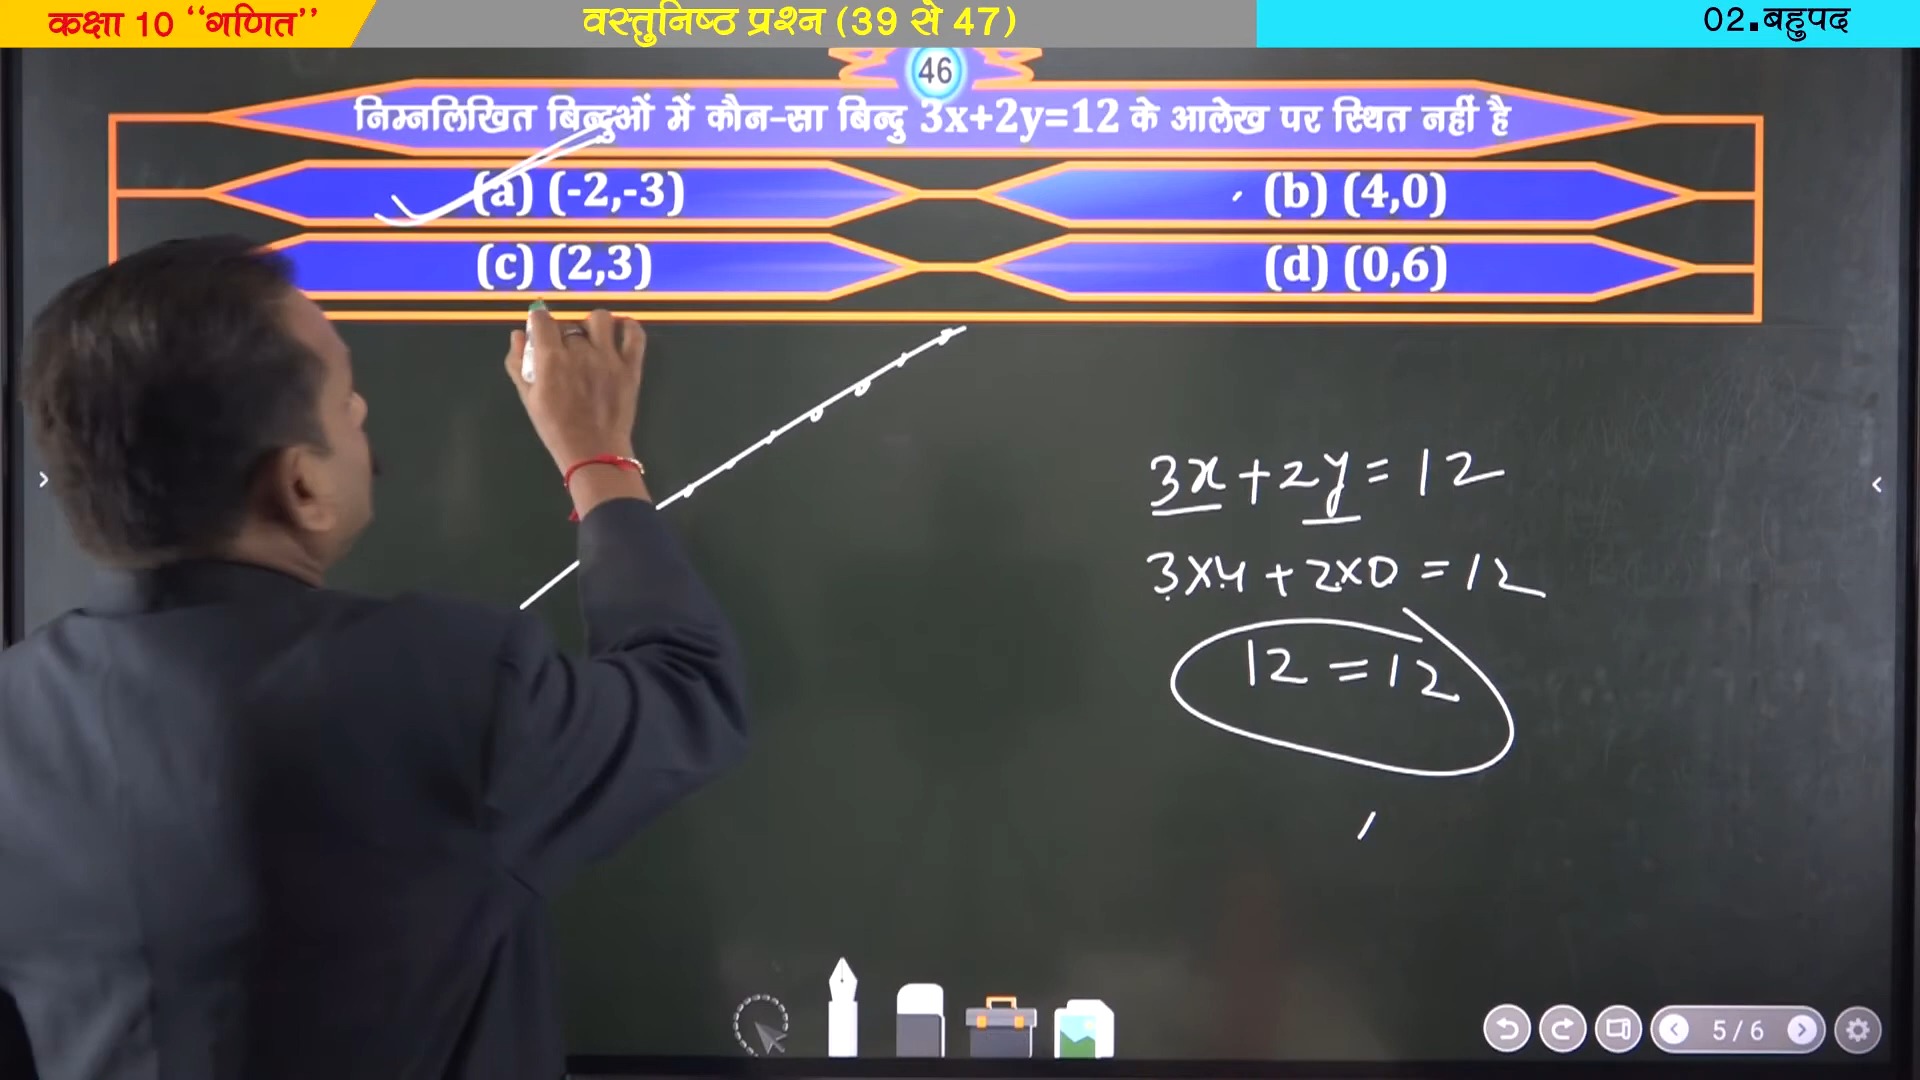 कक्षा 10 “गणित”
वस्तुनिष्ठ प्रश्न (39 से 47)
02.बहुपद
46
निम्नलिखित बिन्दुओं में कौन-सा बिन्दु 3x+2y=12 के आलेख पर स्थित नहीं है
(a) (-2,-3)
(b) (4,0)
(c) (2,3)
(d) (0,6)
3x + 2y = 12
3×4 + 2×0 = 12
12 = 12
5 / 6